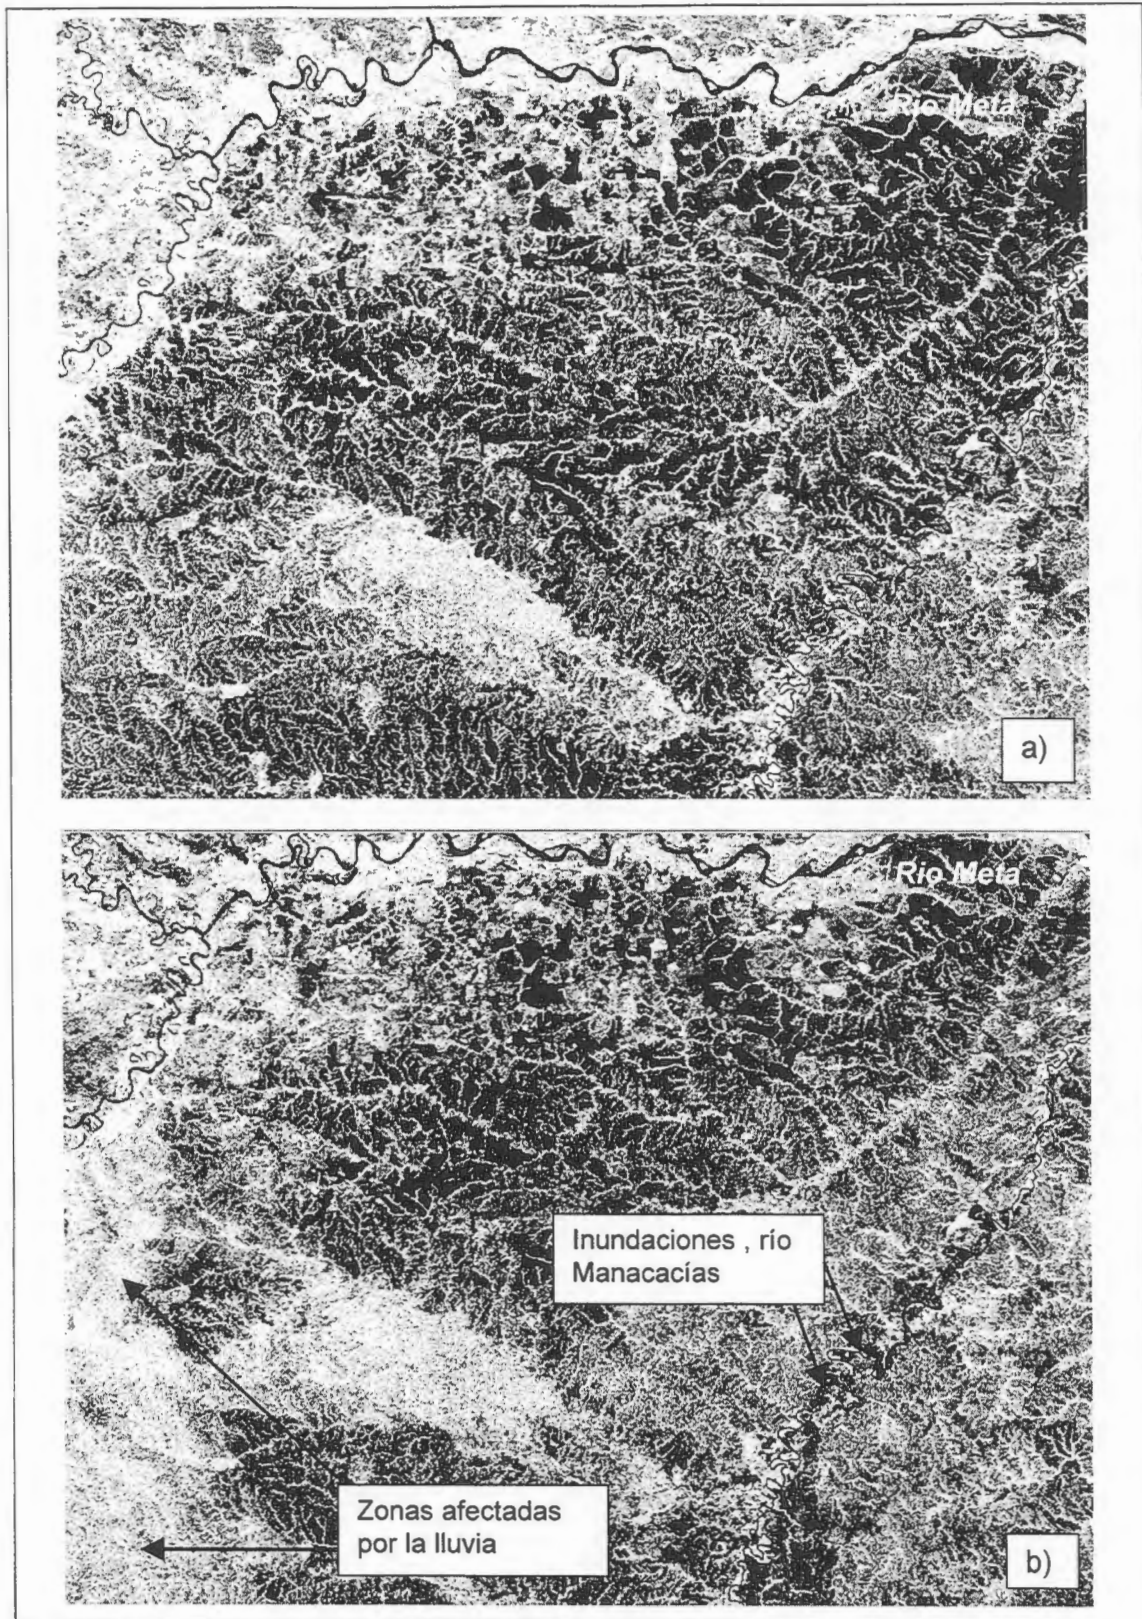 Río Meta
a)
Río Meta
Inundaciones , río
Manacacías
Zonas afectadas
por la lluvia
b)